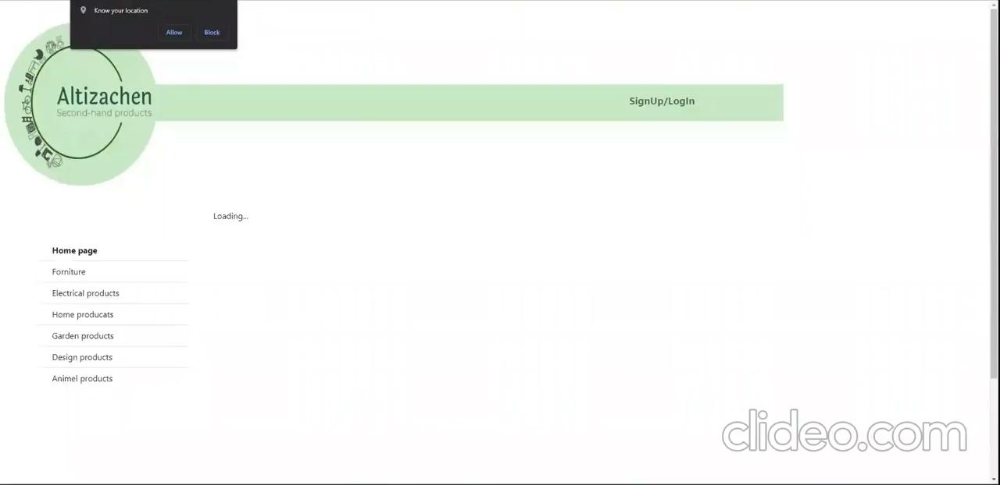 Know your location
Allow Block
Altizachen
Second-hand products
SignUp/LogIn
Loading...
Home page
Forniture
Electrical products
Home producats
Garden products
Design products
Animel products
clideo.com